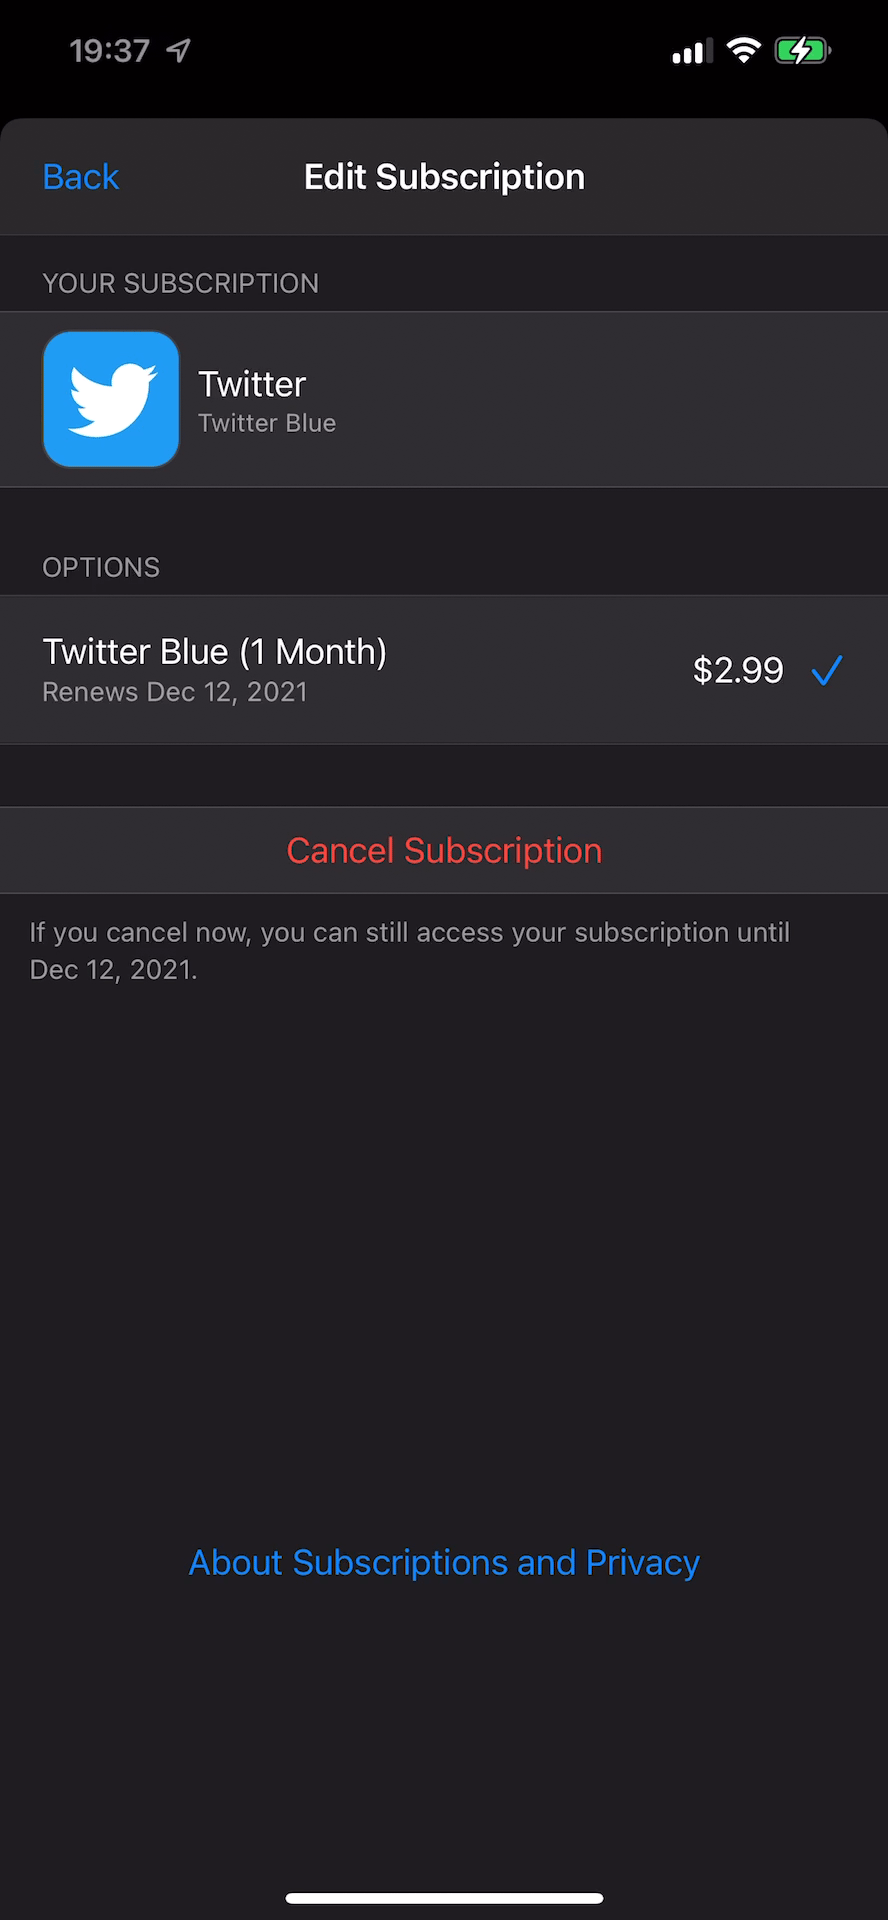 19:37
Back
Edit Subscription
YOUR SUBSCRIPTION
Twitter
Twitter Blue
OPTIONS
Twitter Blue (1 Month)
Renews Dec 12, 2021
$2.99
Cancel Subscription
If you cancel now, you can still access your subscription until
Dec 12, 2021.
About Subscriptions and Privacy